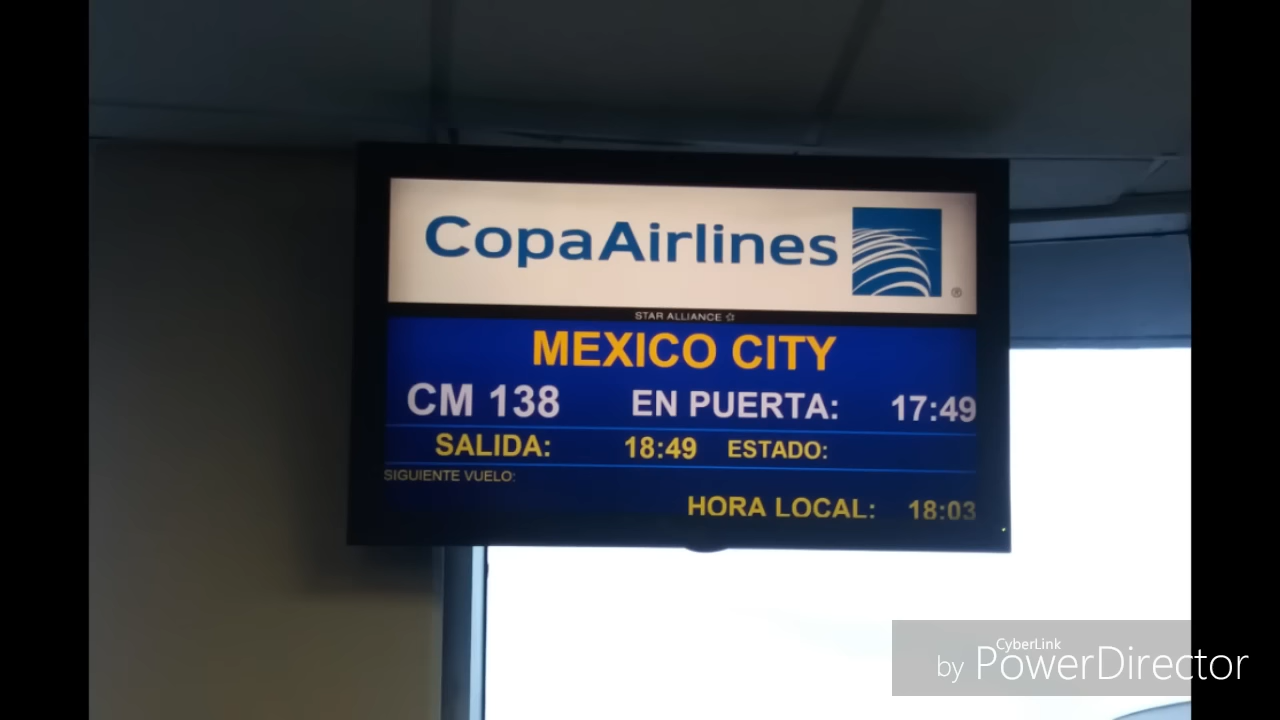 CopaAirlines
®
STAR ALLIANCE
MEXICO CITY
CM 138 EN PUERTA: 17:49
SALIDA: 18:49 ESTADO:
SIGUIENTE VUELO:
HORA LOCAL: 18:03
CyberLink
by PowerDirector